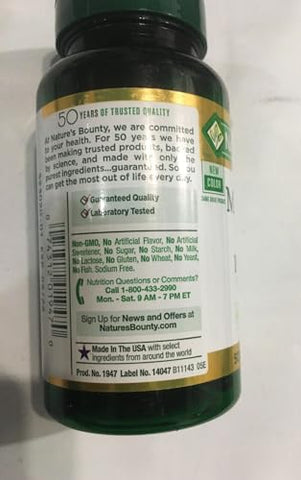 50 YEARS OF TRUSTED QUALITY
At Nature's Bounty, we are committed
to your health. For 50 years we have
been making trusted products, backed
by science, and made with only the
purest ingredients...guaranteed. So you
can get the most out of life every day.
Guaranteed Quality
Laboratory Tested
Non-GMO, No Artificial Flavor, No Artificial
Sweetener, No Sugar, No Starch, No Milk,
No Lactose, No Gluten, No Wheat, No Yeast,
No Fish. Sodium Free.
Nutrition Questions or Comments?
Call 1-800-433-2990
Mon. - Sat. 9 AM - 7 PM ET
Sign Up for News and Offers at
NaturesBounty.com
Made In The USA with select
ingredients from around the world
Prod. No. 1947 Label No. 14047 B11143 05E
NEW
COLOR
N